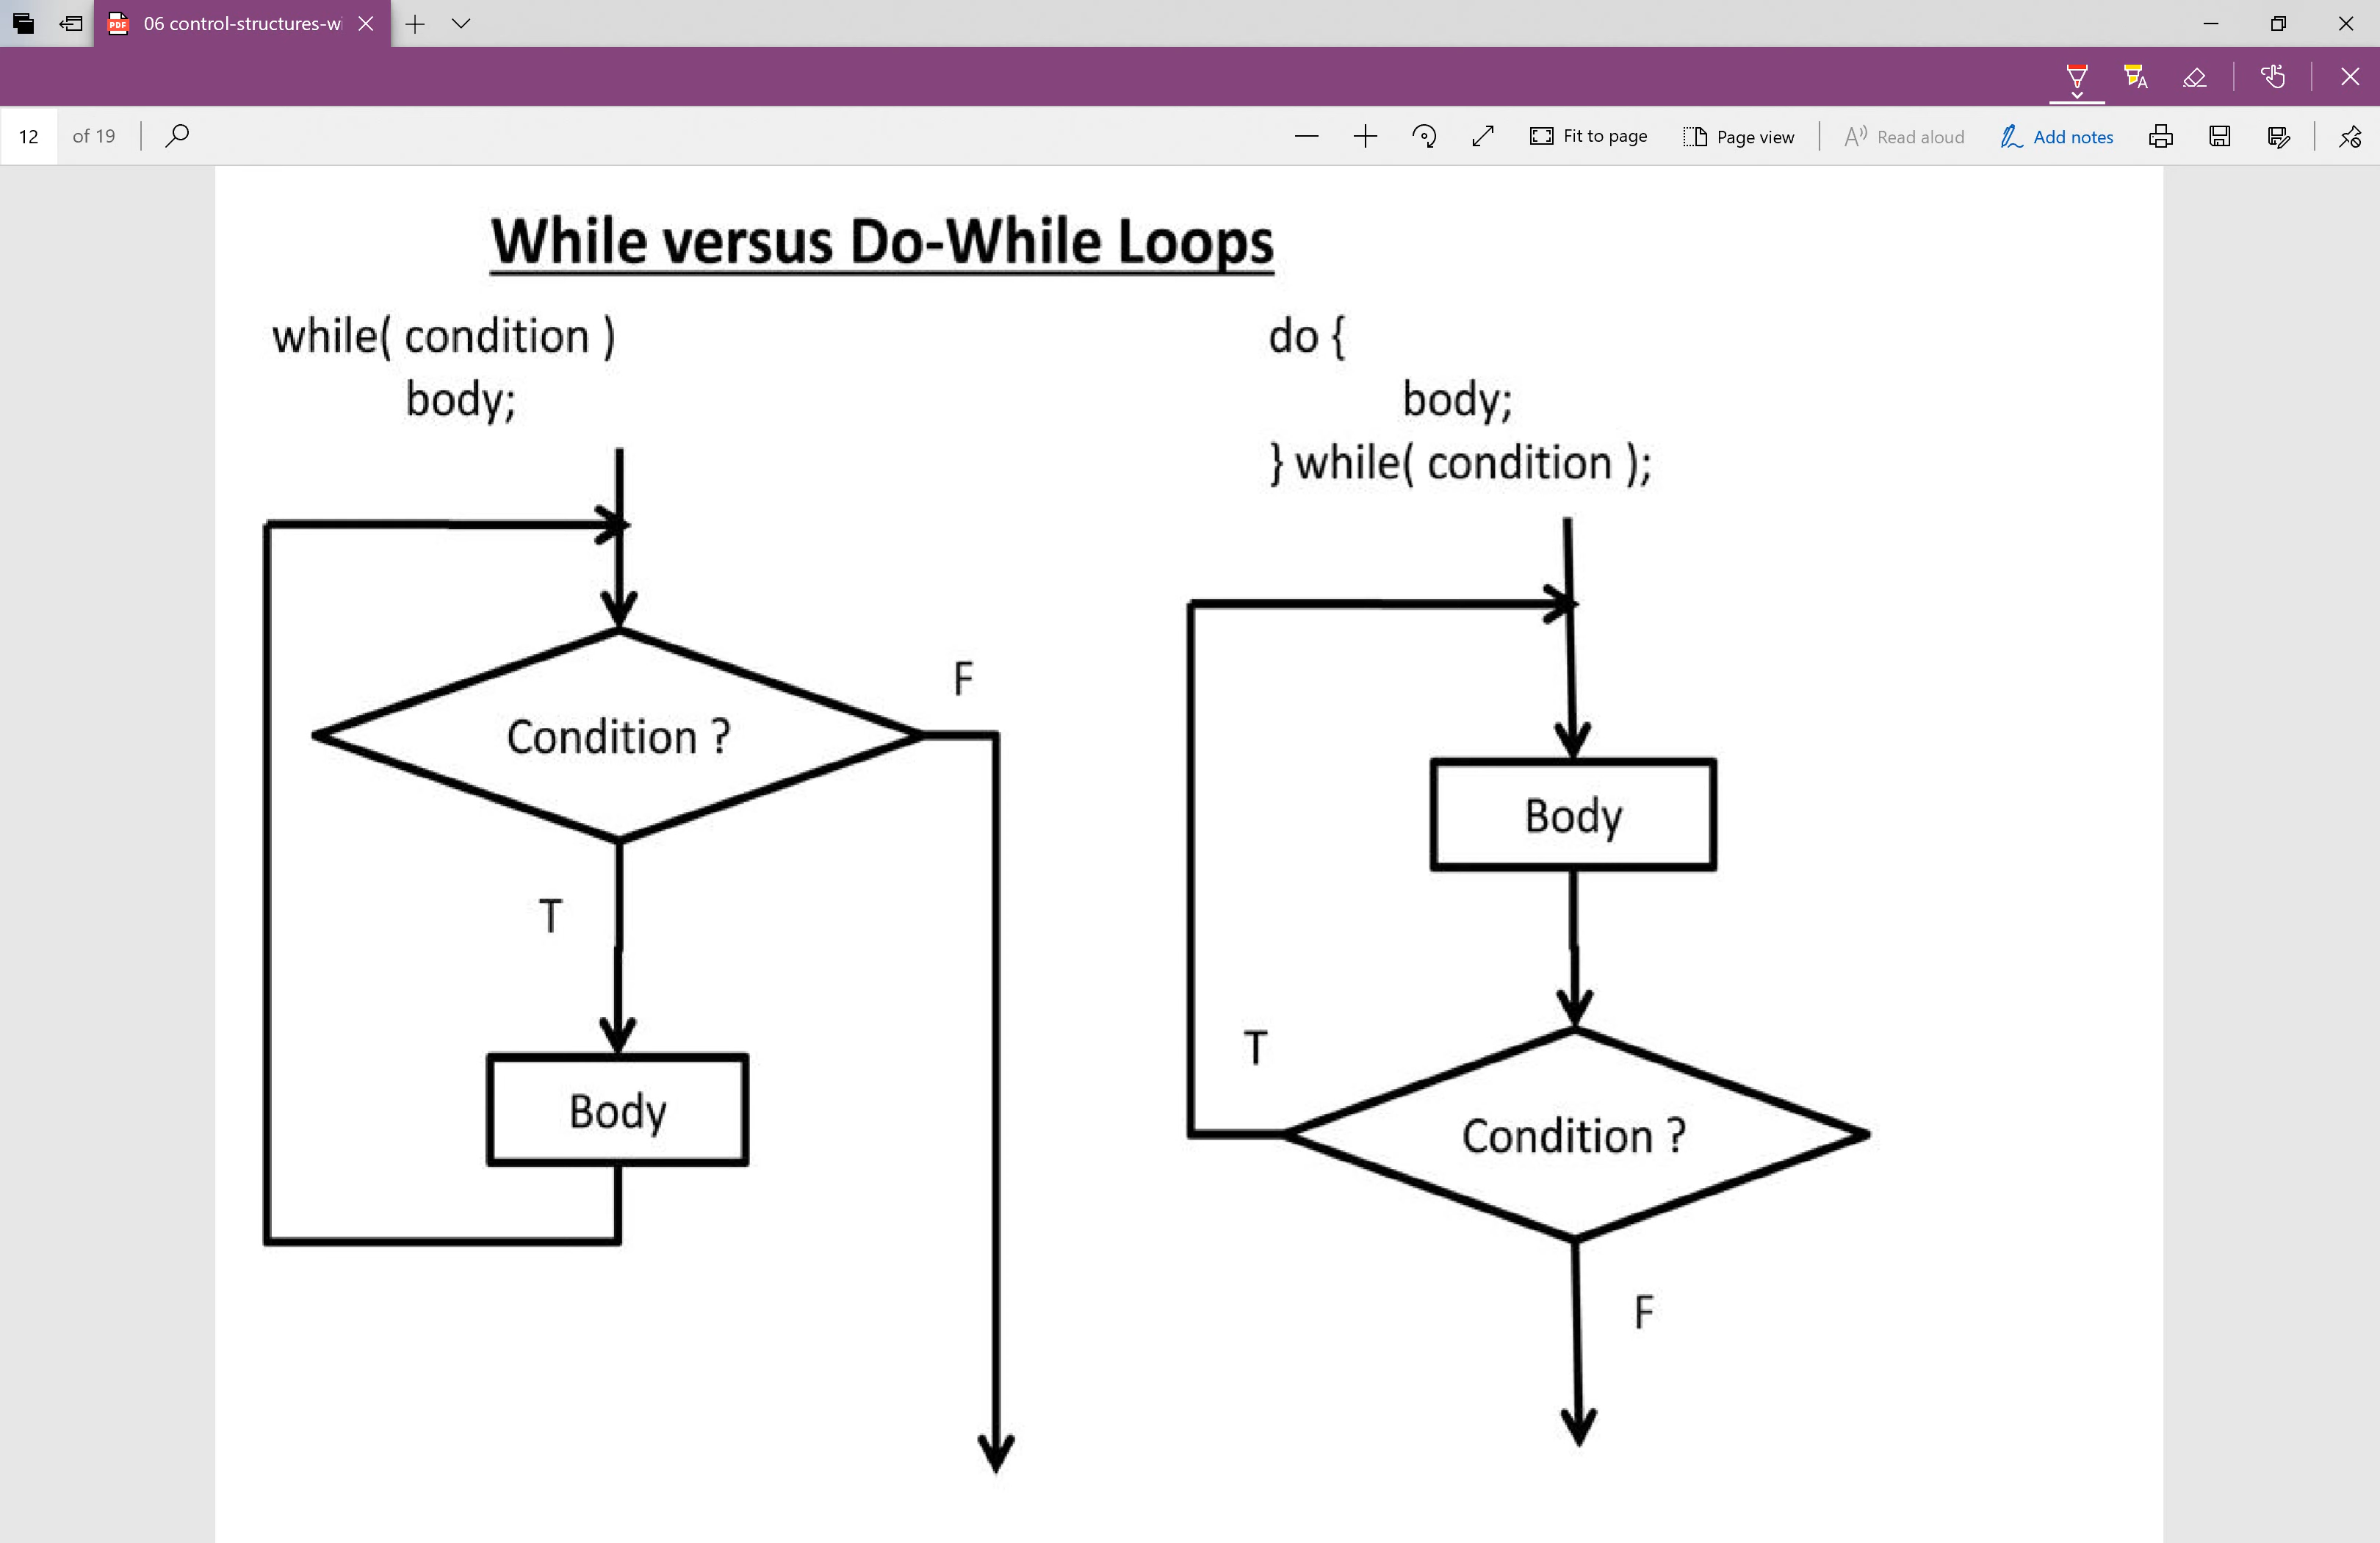 06 control-structures-wi
12 of 19
Fit to page
Page view
Read aloud
Add notes
While versus Do-While Loops
while( condition )
body;
Condition ?
F
T
Body
do {
body;
} while( condition );
Body
T
Condition ?
F